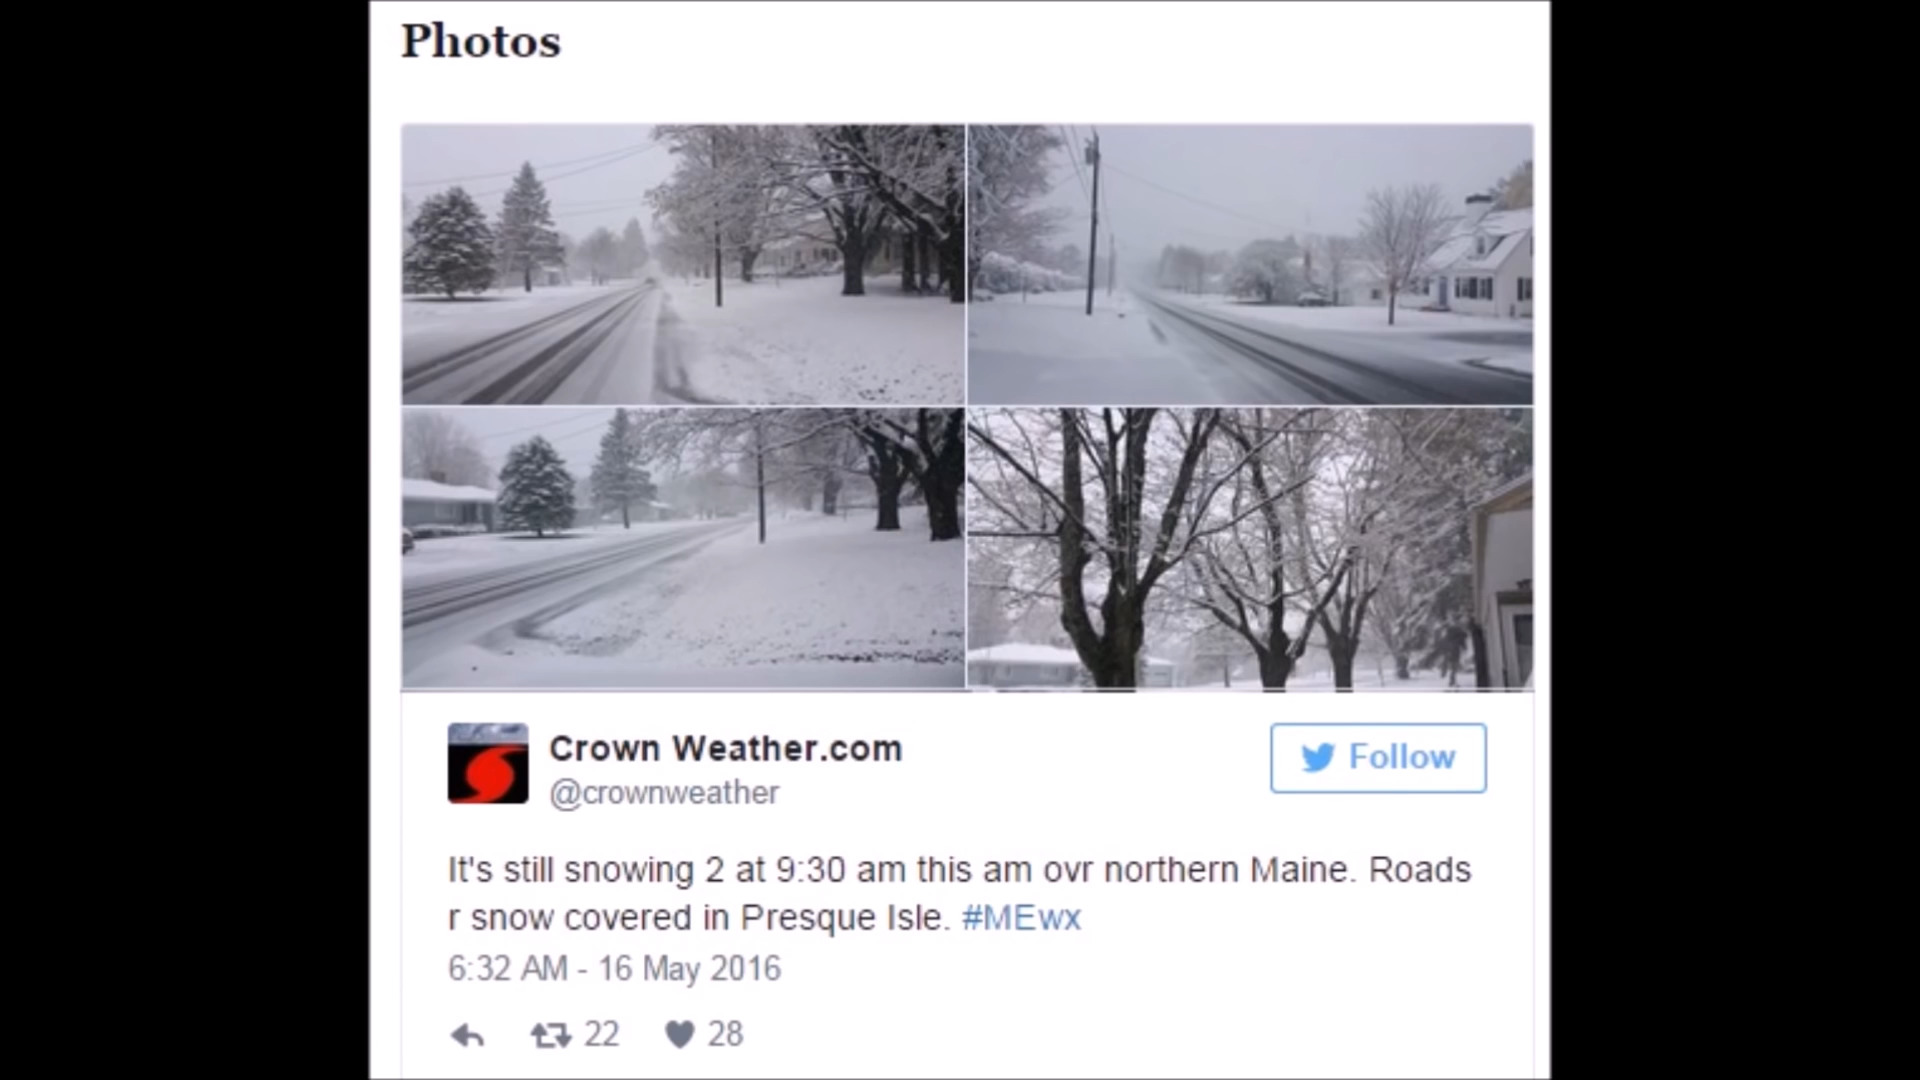 Photos
Crown Weather.com
Follow
@crownweather
It's still snowing 2 at 9:30 am this am ovr northern Maine. Roads
r snow covered in Presque Isle. #MEwx
6:32 AM - 16 May 2016
22 28